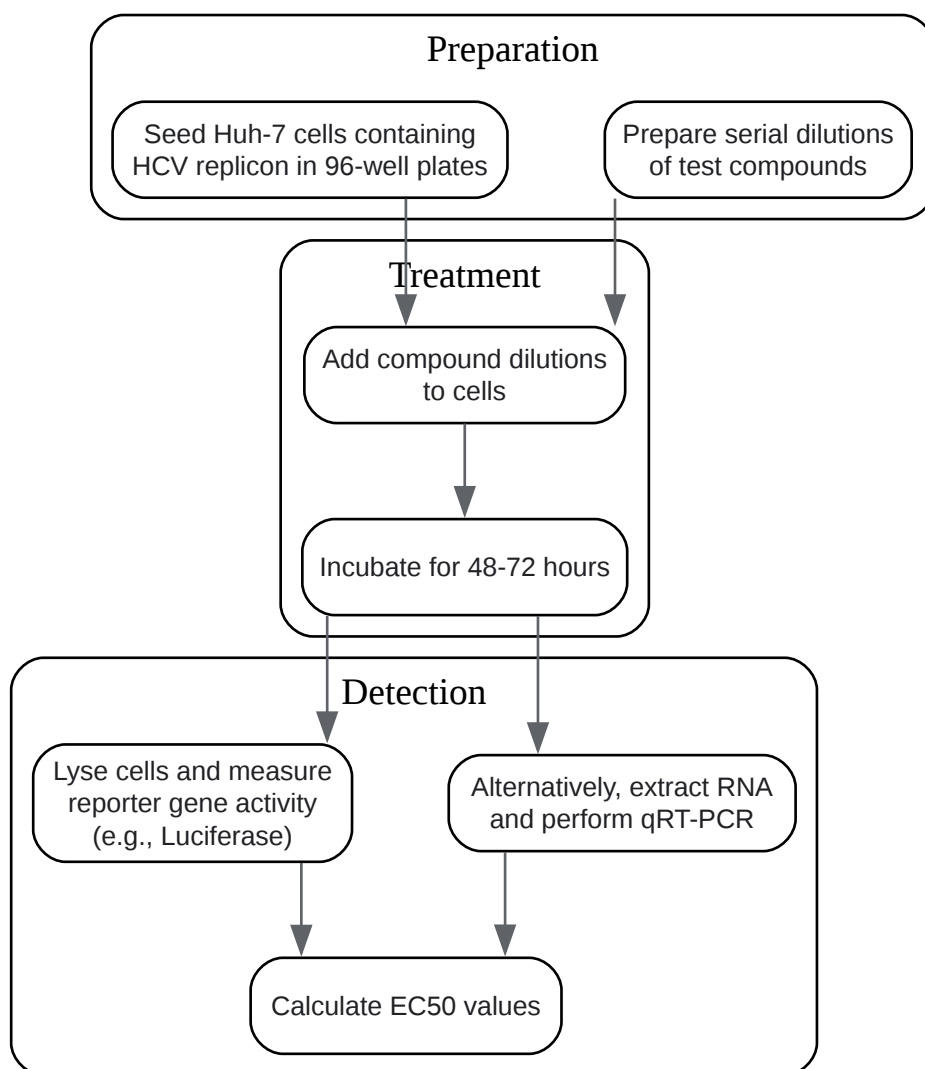 Preparation
Seed Huh-7 cells containing
HCV replicon in 96-well plates
Prepare serial dilutions
of test compounds
Treatment
Add compound dilutions
to cells
Incubate for 48-72 hours
Detection
Lyse cells and measure
reporter gene activity
(e.g., Luciferase)
Alternatively, extract RNA
and perform qRT-PCR
Calculate EC50 values